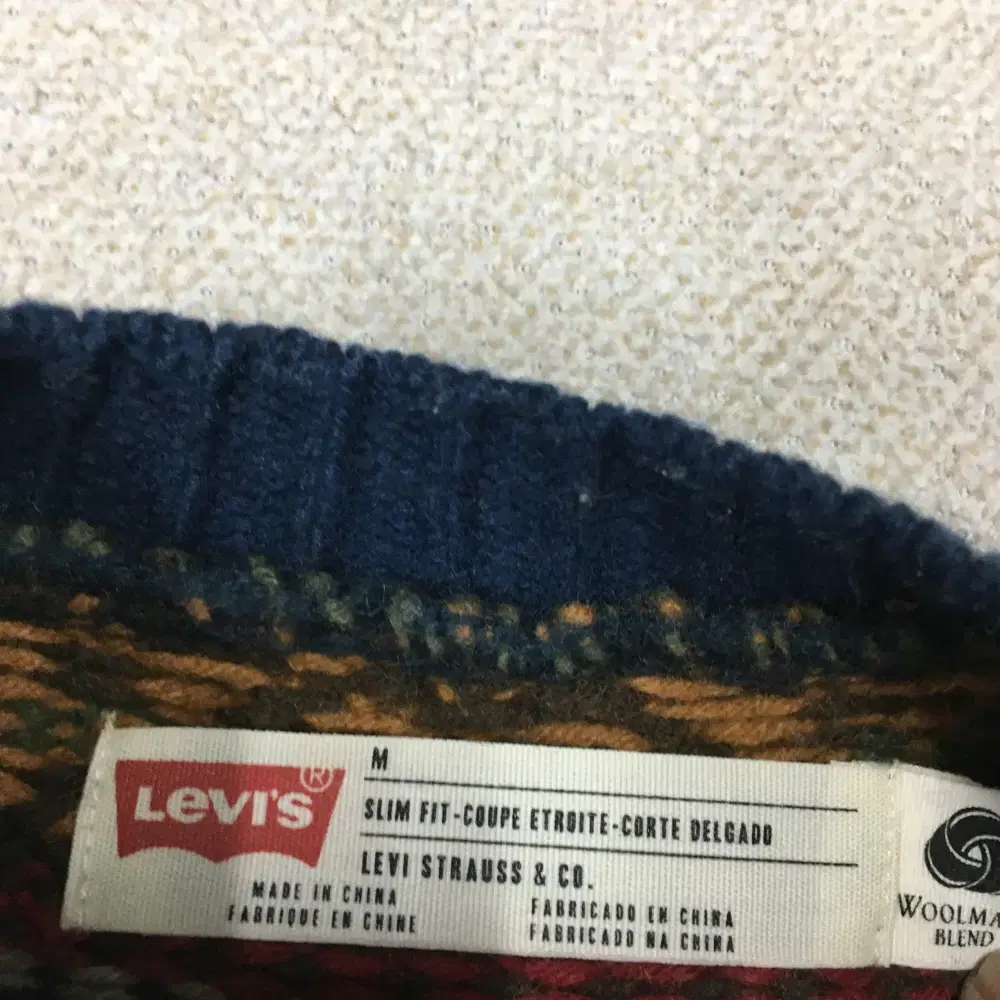 LEVI'S®
M
SLIM FIT-COUPE ETROITE-CORTE DELGADO
LEVI STRAUSS & CO.
MADE IN CHINA
FABRIQUE EN CHINE
FABRICADO EN CHINA
FABRICADO NA CHINA
BLEND